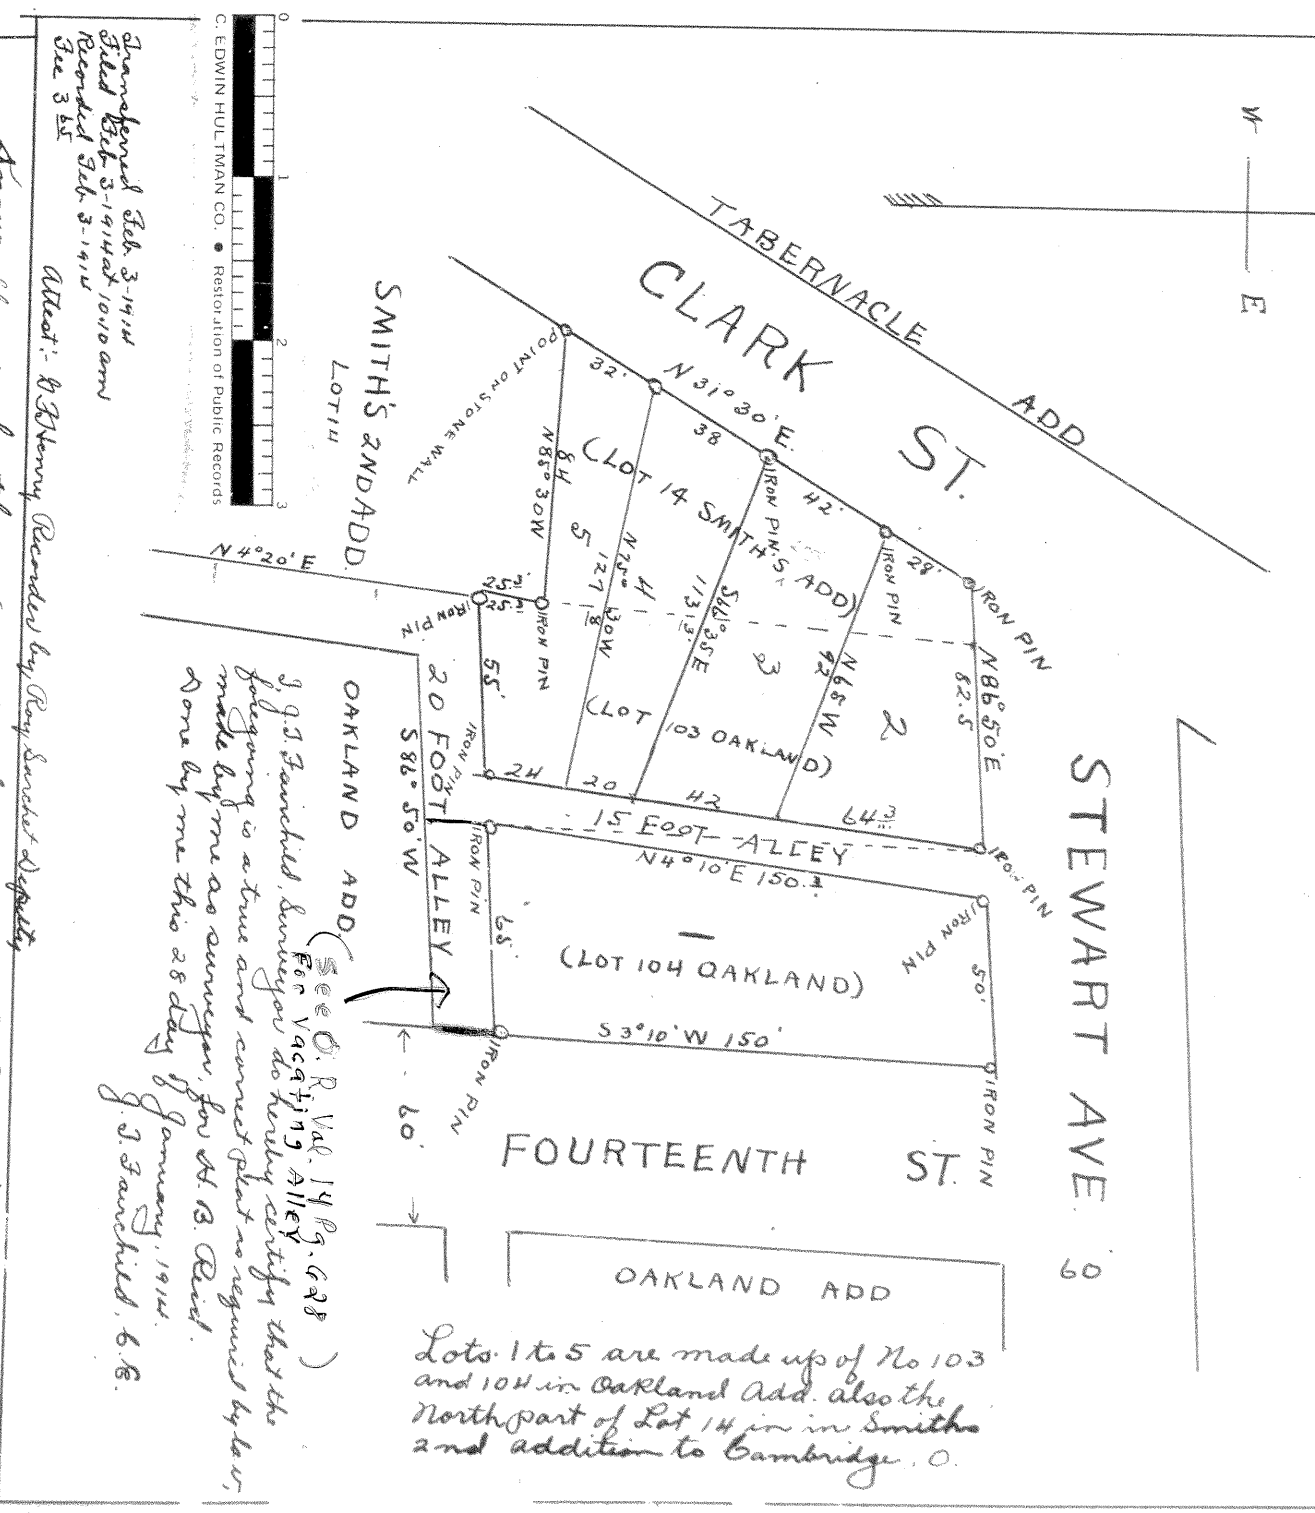 W
E
TABERNACLE ADD
CLARK ST.
STEWART AVE. 60'
FOURTEENTH ST.
60'
OAKLAND ADD
SMITH'S 2ND ADD.
LOT 14
POINT ON STONE WALL
32'
N 31° 30' E.
38
42'
28'
IRON PIN
IRON PIN
IRON PIN
(LOT 14 SMITH'S ADD)
N 85° 30 W
84
5
N 75° 30 W
127 8
4
S 66° 35 E
113 3'
3
N 68 W
92
2
N 86° 50' E
82.5
N 4° 20' E
25.3
25.3
IRON PIN
IRON PIN
55'
IRON PIN
(LOT 103 OAKLAND)
24
20
42
64 3
IRON PIN
15 FOOT ALLEY
N 4° 10' E 150.3
20 FOOT ALLEY
S 86° 50' W
OAKLAND ADD.
IRON PIN
65'
1
(LOT 104 OAKLAND)
IRON PIN
50'
S 3° 10' W 150'
IRON PIN
IRON PIN
(See O.R. Vol. 14 Pg. 628)
For Vacating Alley
Lots 1 to 5 are made up of No 103
and 104 in Oakland Add. also the
North part of Lot 14 in in Smiths
2nd addition to Cambridge, O.
I, J.T. Fairchild, Surveyor do hereby certify that the
foregoing is a true and correct plat as required by law,
made by me as surveyor, for H. B. Reid.
Done by me this 28 day of January, 1914.
J. T. Fairchild, C.E.
0 1 2 3
C. EDWIN HULTMAN CO. ● Restoration of Public Records
Transferred Feb. 3-1914
Filed Feb. 3-1914 at 10:10 am
Recorded Feb. 3-1914
Fee 3 65
Attest:- Henry Recorder by Roy Sarchet Deputy